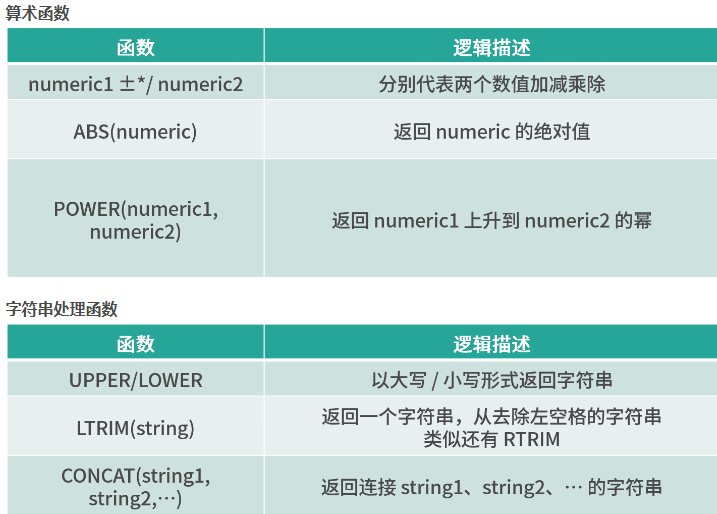 算术函数
函数 逻辑描述
numeric1 ±*/ numeric2 分别代表两个数值加减乘除
ABS(numeric) 返回 numeric 的绝对值
POWER(numeric1,
numeric2)
返回 numeric1 上升到 numeric2 的幂
字符串处理函数
函数 逻辑描述
UPPER/LOWER 以大写 / 小写形式返回字符串
LTRIM(string)
返回一个字符串，从去除左空格的字符串
类似还有 RTRIM
CONCAT(string1,
string2,…)
返回连接 string1、string2、… 的字符串